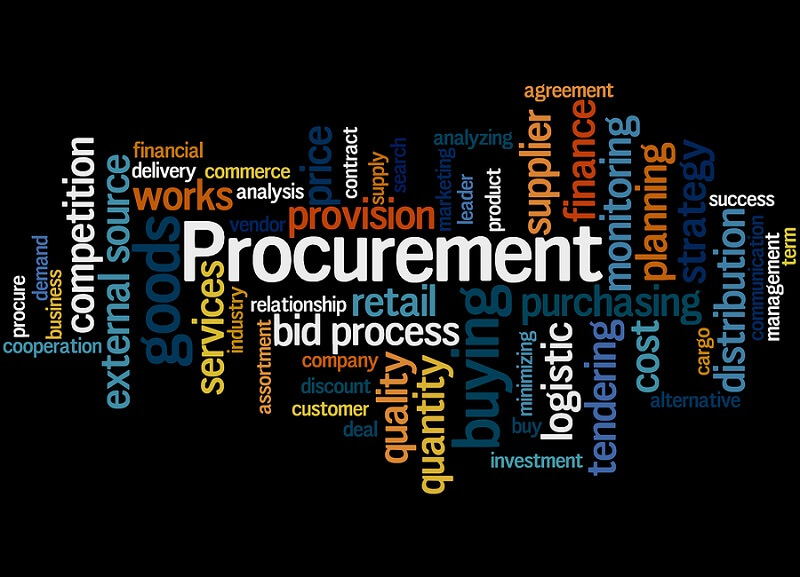 agreement
financial
delivery
commerce
works
analysis
price
contract
supply
search
analyzing
marketing
leader
product
supplier
finance
monitoring
planning
strategy
success
competition
external source
goods
vendor
provision
Procurement
procure
demand
business
cooperation
services
industry
relationship
retail
purchasing
distribution
communication
management
term
assortment
bid process
company
discount
customer
deal
quality
quantity
buying
minimizing
buy
logistic
tendering
cost
cargo
alternative
investment